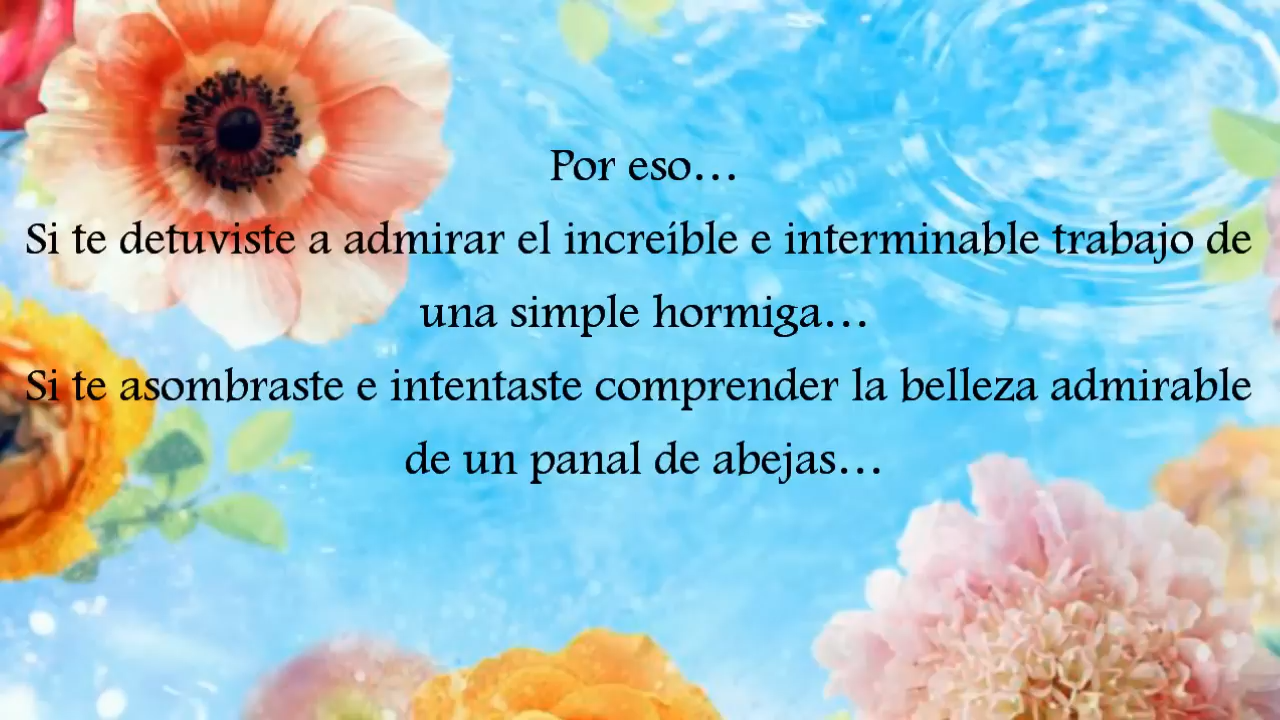 Por eso…
Si te detuviste a admirar el increíble e interminable trabajo de
una simple hormiga…
Si te asombraste e intentaste comprender la belleza admirable
de un panal de abejas…